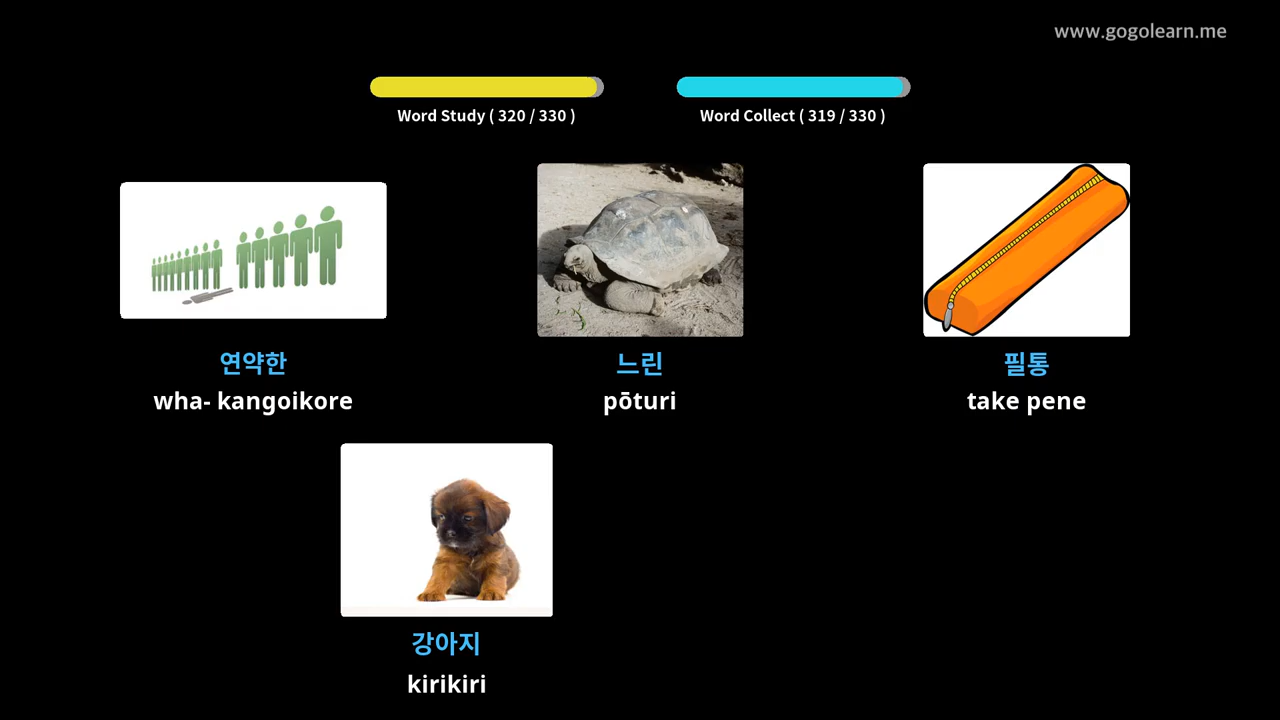 www.gogolearn.me
Word Study ( 320 / 330 )
Word Collect ( 319 / 330 )
연약한
wha- kangoikore
느린
pōturi
필통
take pene
강아지
kirikiri